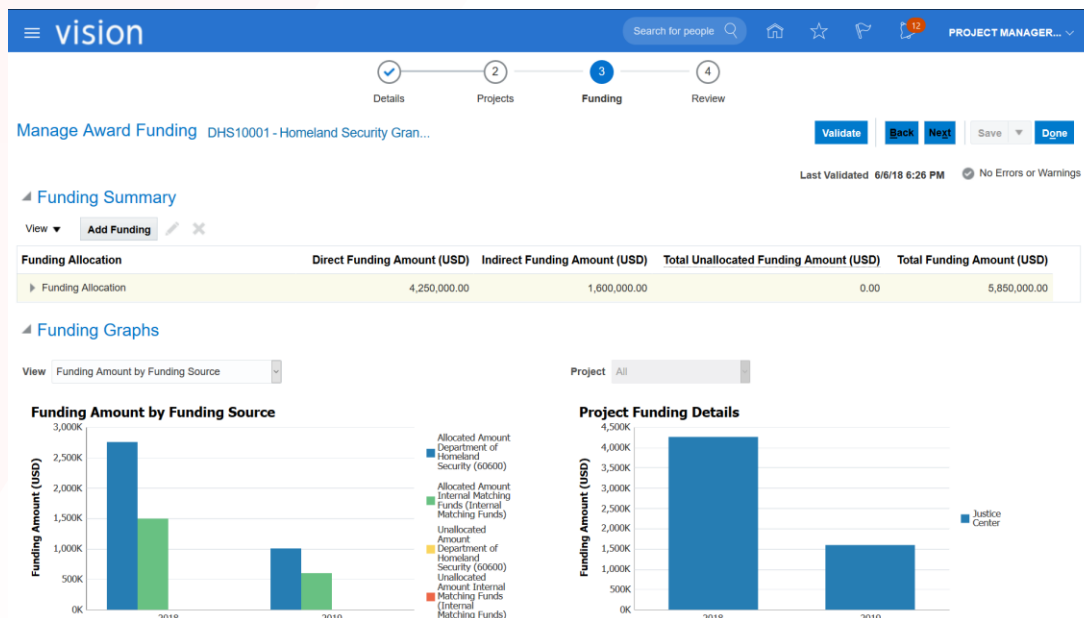 vision
Search for people
12
PROJECT MANAGER...
2
3
4
Details
Projects
Funding
Review
Manage Award Funding DHS10001 - Homeland Security Gran...
Validate
Back
Next
Save
Done
Last Validated 6/6/18 6:26 PM
No Errors or Warnings
Funding Summary
View
Add Funding
Funding Allocation Direct Funding Amount (USD) Indirect Funding Amount (USD) Total Unallocated Funding Amount (USD) Total Funding Amount (USD)
Funding Allocation 4,250,000.00 1,600,000.00 0.00 5,850,000.00
Funding Graphs
View Funding Amount by Funding Source
Project All
Funding Amount by Funding Source
Funding Amount (USD)
3,000K
2,500K
2,000K
1,500K
1,000K
500K
0K
2018
2019
Allocated Amount
Department of
Homeland
Security (60600)
Allocated Amount
Internal Matching
Funds (Internal
Matching Funds)
Unallocated
Amount
Department of
Homeland
Security (60600)
Unallocated
Amount Internal
Matching Funds
(Internal
Matching Funds)
Project Funding Details
Funding Amount (USD)
4,500K
4,000K
3,500K
3,000K
2,500K
2,000K
1,500K
1,000K
500K
0K
2018
2019
Justice
Center